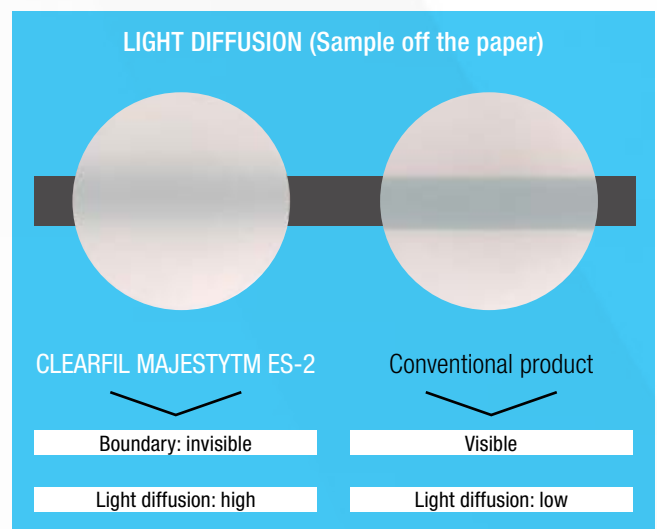 LIGHT DIFFUSION (Sample off the paper)
CLEARFIL MAJESTYTM ES-2
Conventional product
Boundary: invisible
Visible
Light diffusion: high
Light diffusion: low